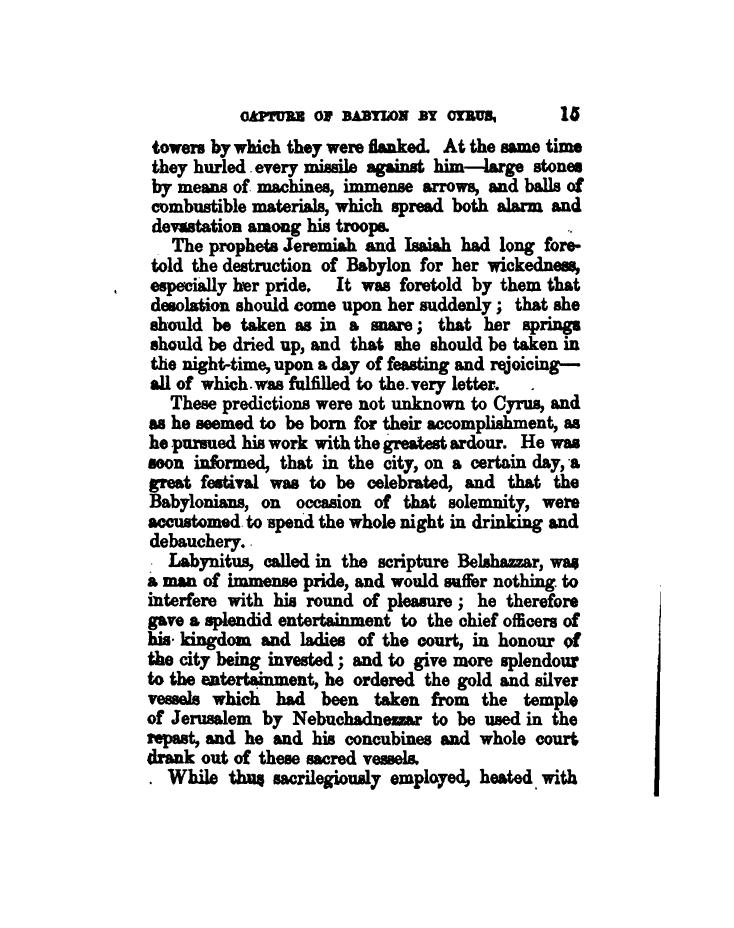 CAPTURE OF BABYLON BY CYRUS, 15
towers by which they were flanked. At the same time
they hurled every missile against him—large stones
by means of machines, immense arrows, and balls of
combustible materials, which spread both alarm and
devastation among his troops.
The prophets Jeremiah and Isaiah had long fore-
told the destruction of Babylon for her wickedness,
especially her pride. It was foretold by them that
desolation should come upon her suddenly ; that she
should be taken as in a snare ; that her springs
should be dried up, and that she should be taken in
the night-time, upon a day of feasting and rejoicing—
all of which was fulfilled to the very letter.
These predictions were not unknown to Cyrus, and
as he seemed to be born for their accomplishment, as
he pursued his work with the greatest ardour. He was
soon informed, that in the city, on a certain day, a
great festival was to be celebrated, and that the
Babylonians, on occasion of that solemnity, were
accustomed to spend the whole night in drinking and
debauchery.
Labynitus, called in the scripture Belshazzar, was
a man of immense pride, and would suffer nothing to
interfere with his round of pleasure ; he therefore
gave a splendid entertainment to the chief officers of
his kingdom and ladies of the court, in honour of
the city being invested ; and to give more splendour
to the entertainment, he ordered the gold and silver
vessels which had been taken from the temple
of Jerusalem by Nebuchadnezzar to be used in the
repast, and he and his concubines and whole court
drank out of these sacred vessels.
While thus sacrilegiously employed, heated with